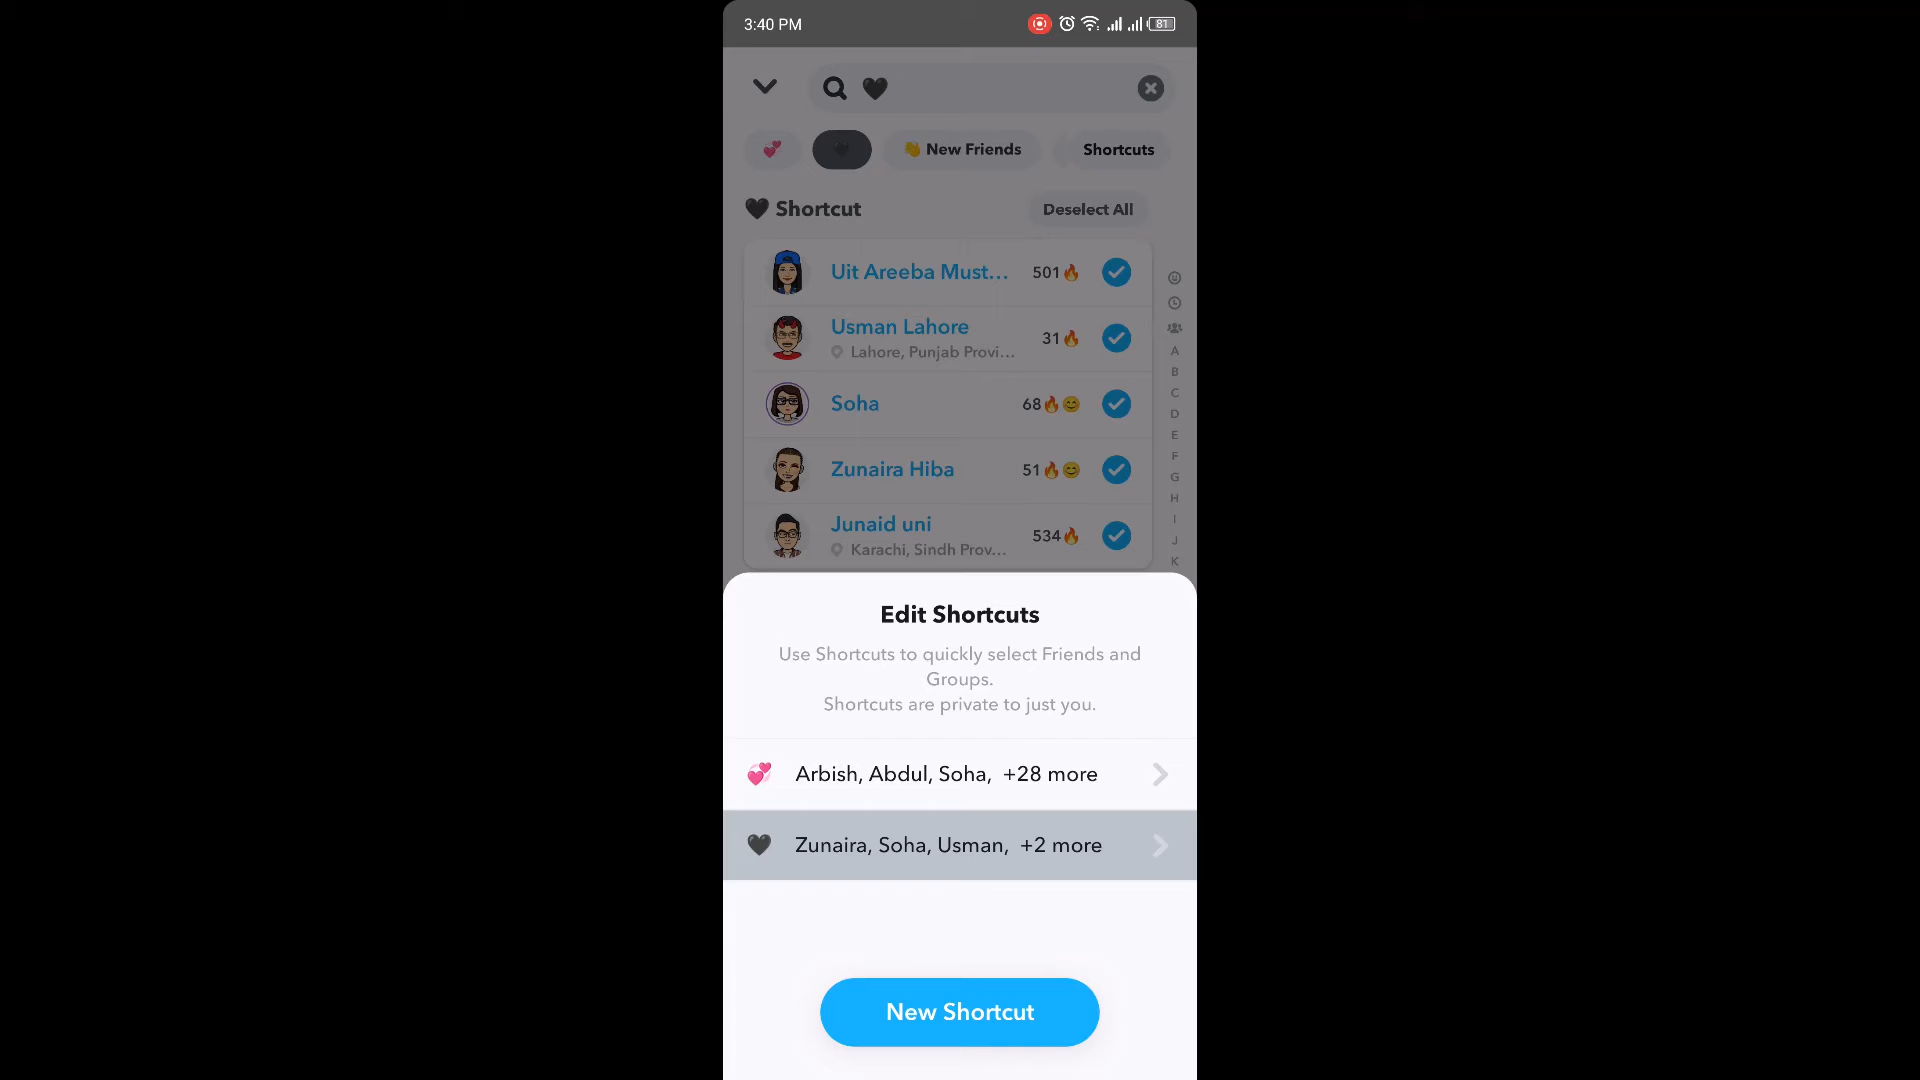 3:40 PM
81
🖤
💞
🖤
👋 New Friends
Shortcuts
🖤 Shortcut
Deselect All
Uit Areeba Must...
501🔥
Usman Lahore
Lahore, Punjab Provi...
31🔥
Soha
68🔥😊
Zunaira Hiba
51🔥😊
Junaid uni
Karachi, Sindh Prov...
534🔥
A
B
C
D
E
F
G
H
I
J
K
Edit Shortcuts
Use Shortcuts to quickly select Friends and
Groups.
Shortcuts are private to just you.
💞 Arbish, Abdul, Soha, +28 more
🖤 Zunaira, Soha, Usman, +2 more
New Shortcut